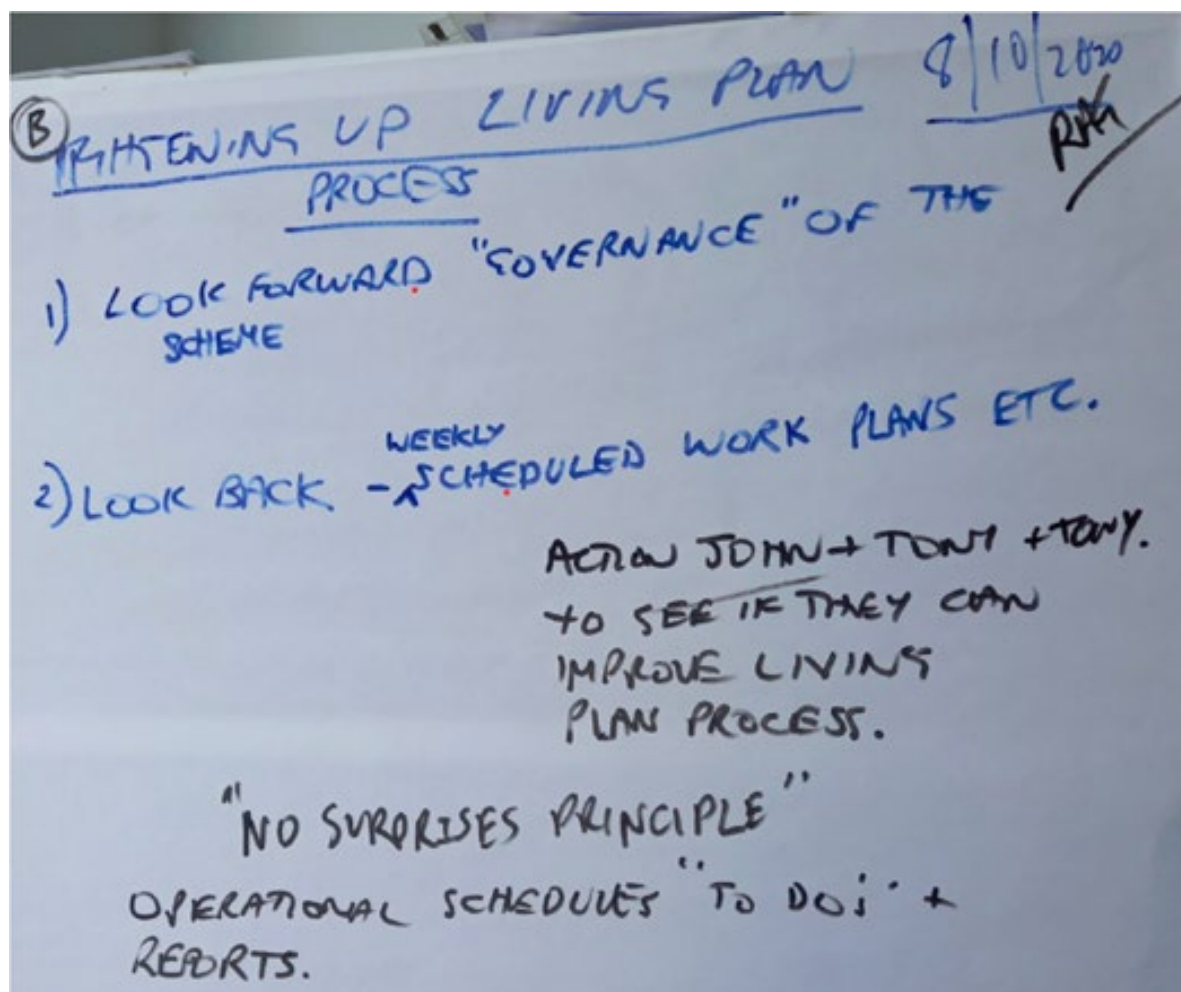 B
TIGHTENING UP LIVING PLAN 8/10/2020
PROCESS
1) LOOK FORWARD "GOVERNANCE" OF THE
SCHEME
WEEKLY
2) LOOK BACK - SCHEDULED WORK PLANS ETC.
ACTION JOHN + TONY + TONY.
TO SEE IF THEY CAN
IMPROVE LIVING
PLAN PROCESS.
"NO SURPRISES PRINCIPLE"
OPERATIONAL SCHEDULES "TO DO" +
REPORTS.